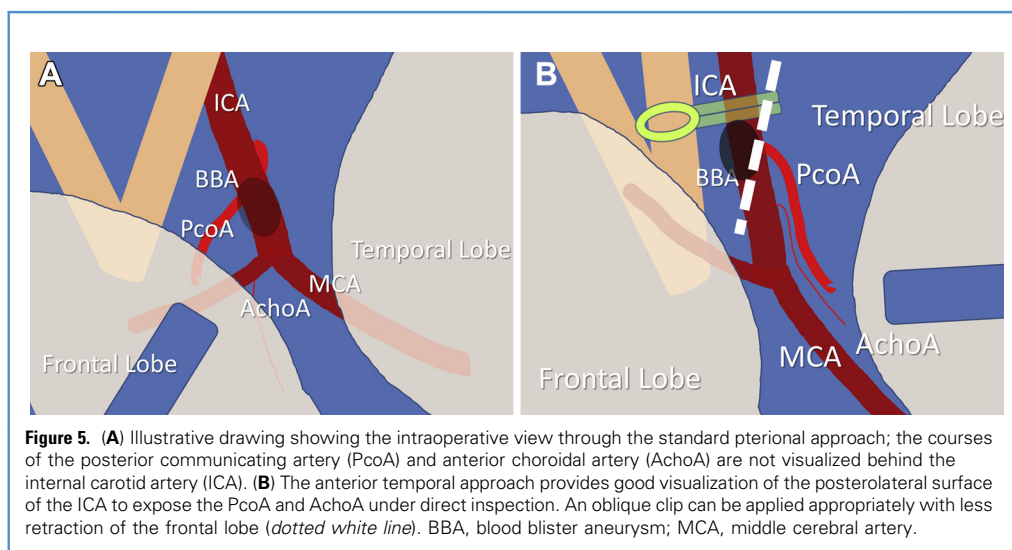 A
ICA
BBA
PcoA
Temporal Lobe
MCA
AchoA
Frontal Lobe
B
ICA
Temporal Lobe
BBA
PcoA
AchoA
MCA
Frontal Lobe
Figure 5. (A) Illustrative drawing showing the intraoperative view through the standard pterional approach; the courses
of the posterior communicating artery (PcoA) and anterior choroidal artery (AchoA) are not visualized behind the
internal carotid artery (ICA). (B) The anterior temporal approach provides good visualization of the posterolateral surface
of the ICA to expose the PcoA and AchoA under direct inspection. An oblique clip can be applied appropriately with less
retraction of the frontal lobe (dotted white line). BBA, blood blister aneurysm; MCA, middle cerebral artery.